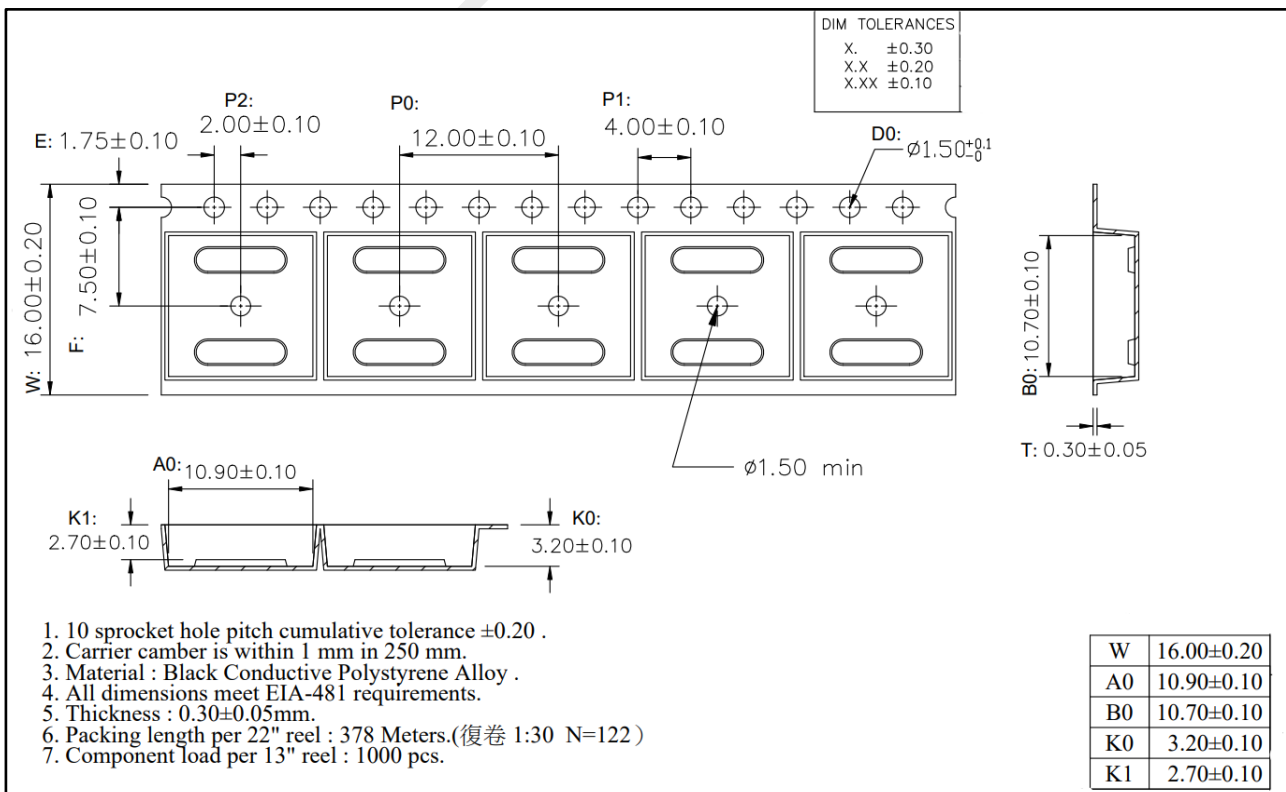 DIM TOLERANCES
X. ±0.30
X.X ±0.20
X.XX ±0.10
P2:
2.00±0.10
P0:
12.00±0.10
P1:
4.00±0.10
D0:
Ø1.50+0.1 -0
E: 1.75±0.10
W: 16.00±0.20
F: 7.50±0.10
B0: 10.70±0.10
T: 0.30±0.05
Ø1.50 min
A0: 10.90±0.10
K1:
2.70±0.10
K0:
3.20±0.10
1. 10 sprocket hole pitch cumulative tolerance ±0.20 .
2. Carrier camber is within 1 mm in 250 mm.
3. Material : Black Conductive Polystyrene Alloy .
4. All dimensions meet EIA-481 requirements.
5. Thickness : 0.30±0.05mm.
6. Packing length per 22" reel : 378 Meters.(復卷 1:30 N=122）
7. Component load per 13" reel : 1000 pcs.
W 16.00±0.20
A0 10.90±0.10
B0 10.70±0.10
K0 3.20±0.10
K1 2.70±0.10